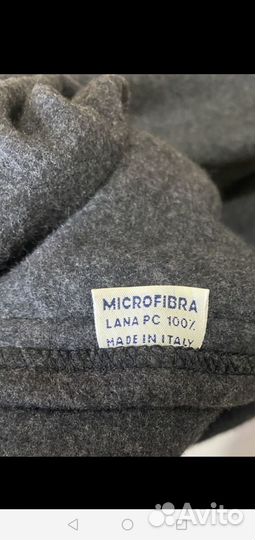 MICROFIBRA
LANA PC 100%
MADE IN ITALY
Avito